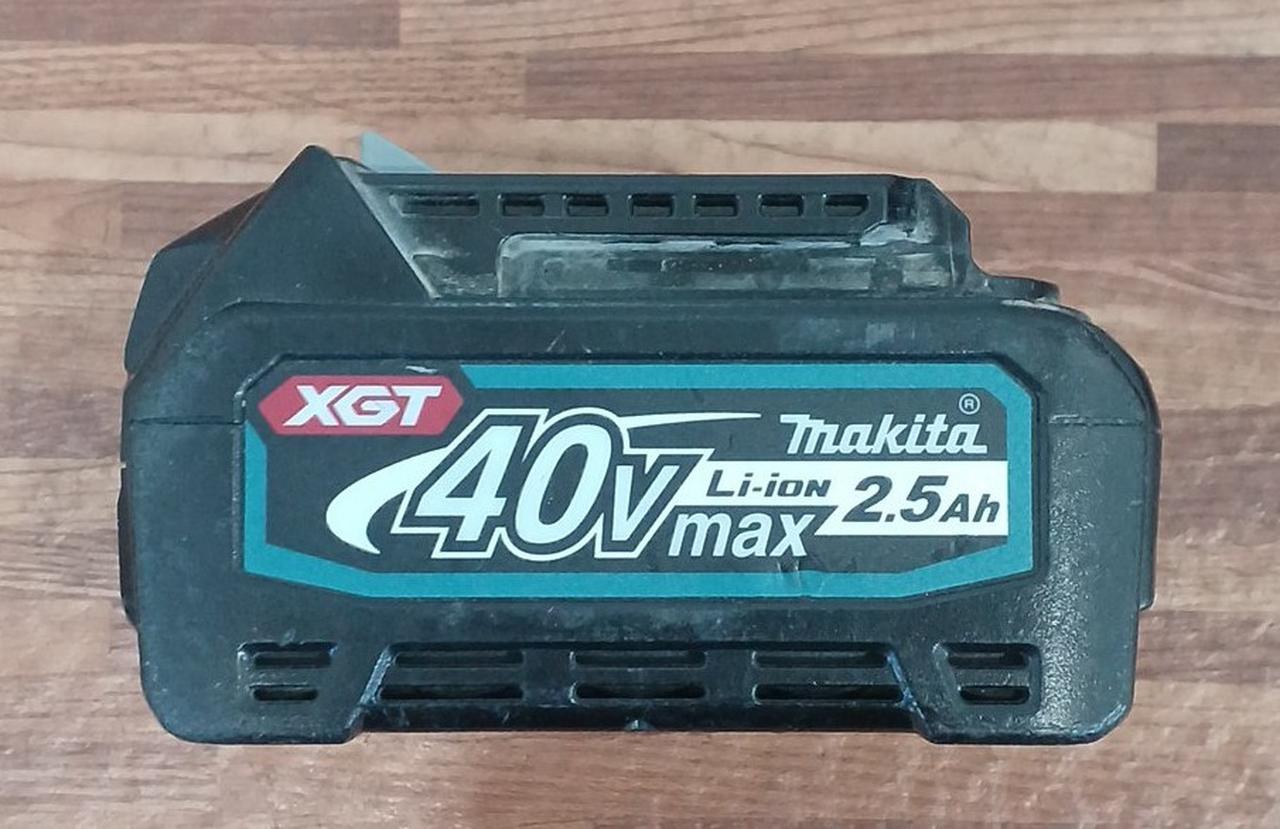 XGT
makita®
40v max
Li-ion 2.5Ah